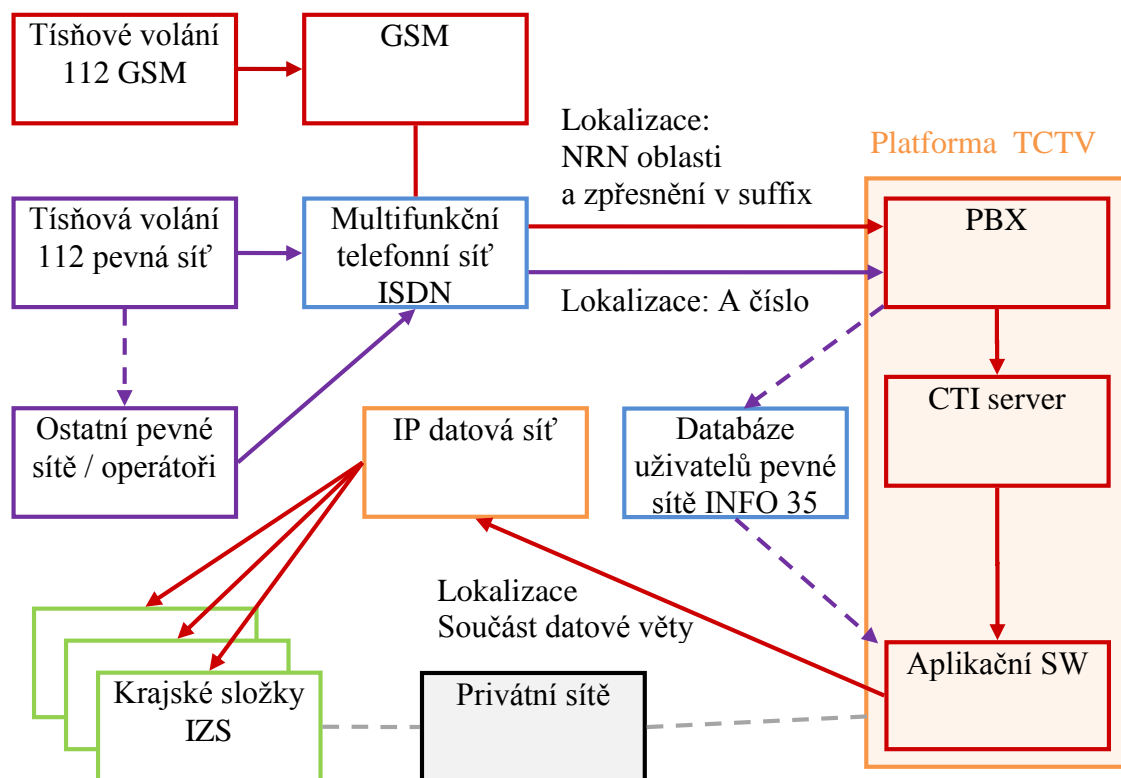 Tísňové volání
112 GSM
GSM
Lokalizace:
NRN oblasti
a zpřesnění v suffix
Platforma TCTV
Tísňová volání
112 pevná síť
Multifunkční
telefonní síť
ISDN
PBX
Lokalizace: A číslo
Ostatní pevné
sítě / operátoři
IP datová síť
Databáze
uživatelů pevné
sítě INFO 35
CTI server
Lokalizace
Součást datové věty
Krajské složky
IZS
Privátní sítě
Aplikační SW